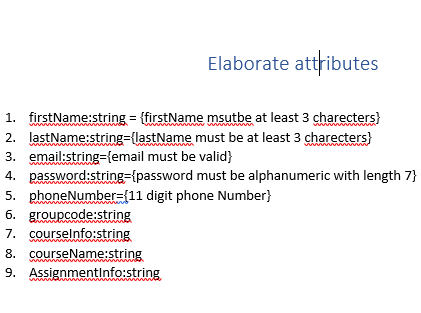 Elaborate attributes
1. firstName:string = {firstName msutbe at least 3 charecters}
2. lastName:string={lastName must be at least 3 charecters}
3. email:string={email must be valid}
4. password:string={password must be alphanumeric with length 7}
5. phoneNumber={11 digit phone Number}
6. groupcode:string
7. courseInfo:string
8. courseName:string
9. AssignmentInfo:string